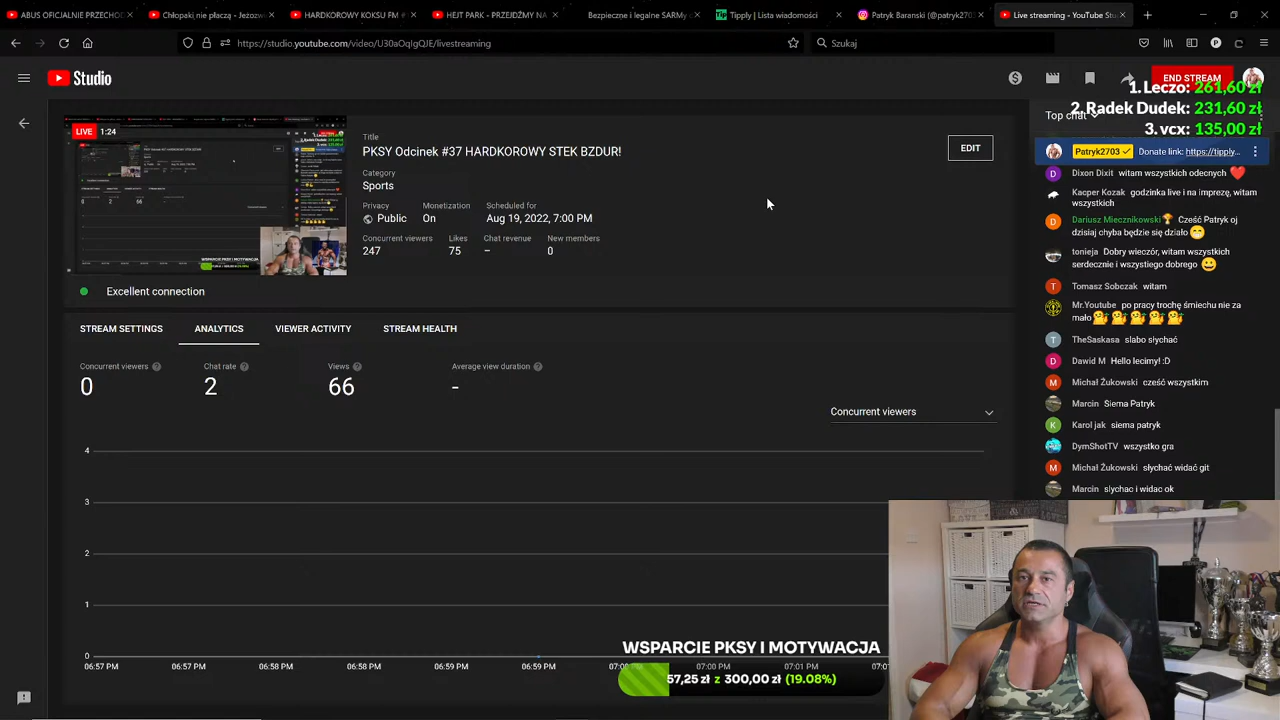 ABUS OFICJALNIE PRZECHOD
Chłopaki nie płaczą - Jeżozwi
HARDKOROWY KOKSU FM #
HEJT PARK - PRZEJDŹMY NA
Bezpieczne i legalne SARMy
Tipply | Lista wiadomości
Patryk Baranski (@patryk270
Live streaming - YouTube Stu
https://studio.youtube.com/video/U30aOqIgQJE/livestreaming
Szukaj
Studio
END STREAM
1. Leczo: 261,60 zł
2. Radek Dudek: 231,60 zł
3. vcx: 135,00 zł
Top chat
LIVE 1:24
Title
PKSY Odcinek #37 HARDKOROWY STEK BZDUR!
EDIT
Category
Sports
Privacy Monetization Scheduled for
Public On Aug 19, 2022, 7:00 PM
Concurrent viewers Likes Chat revenue New members
247 75 – 0
Excellent connection
STREAM SETTINGS ANALYTICS VIEWER ACTIVITY STREAM HEALTH
Concurrent viewers Chat rate Views Average view duration
0 2 66 -
Concurrent viewers
4
3
2
1
0
06:57 PM 06:57 PM 06:58 PM 06:58 PM 06:59 PM 06:59 PM 07:00 PM 07:01 PM
Patryk2703 Donate link: https://tipply...
Dixon Dixit witam wszystkich obecnych
Kacper Kozak godzinka live i na imprezę, witam
wszystkich
Dariusz Miecznikowski Cześć Patryk oj
dzisiaj chyba będzie się działo
tonieja Dobry wieczór, witam wszystkich
serdecznie i wszystiego dobrego
Tomasz Sobczak witam
Mr.Youtube po pracy trochę śmiechu nie za
mało
TheSaskasa slabo słychać
Dawid M Hello lecimy! :D
Michał Żukowski cześć wszystkim
Marcin Siema Patryk
Karol jak siema patryk
DymShotTV wszystko gra
Michał Żukowski słychać widać git
Marcin slychac i widac ok
WSPARCIE PKSY I MOTYWACJA
57,25 zł z 300,00 zł (19.08%)